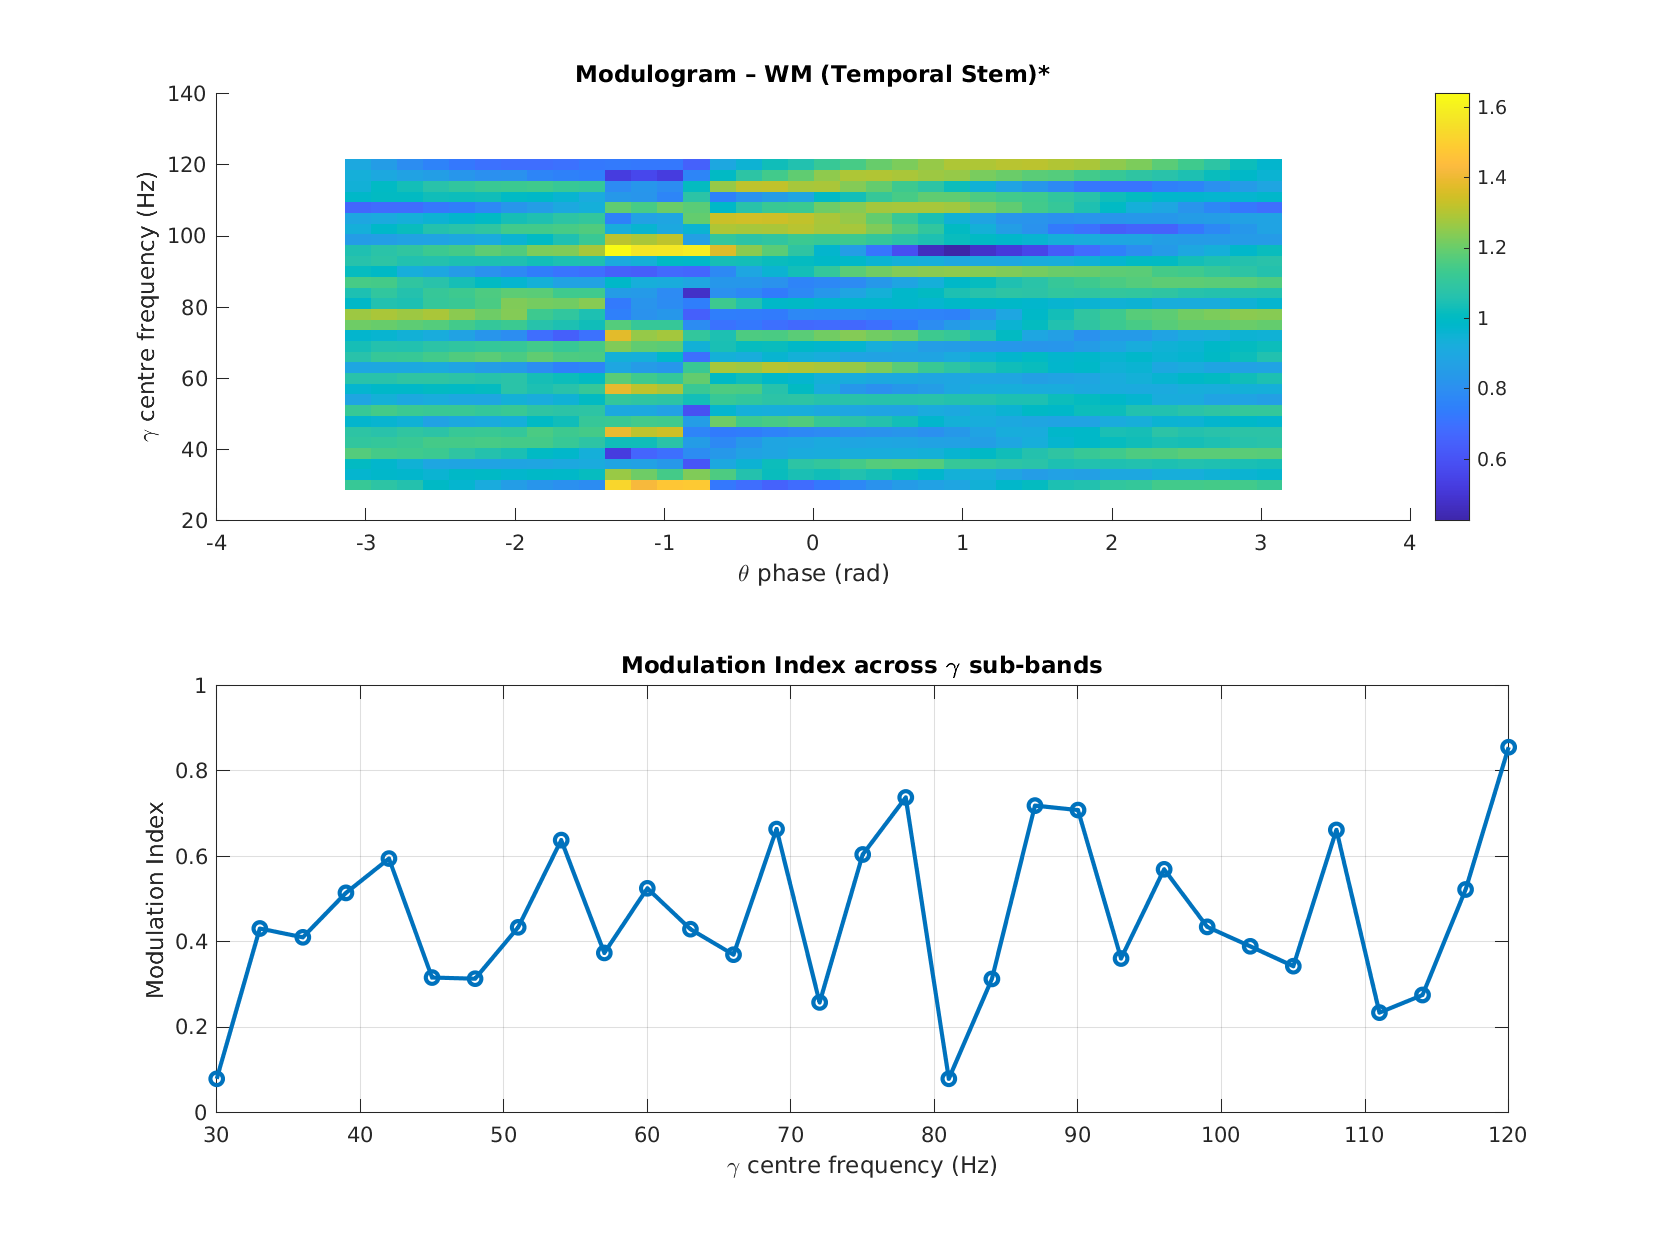 Modulogram – WM (Temporal Stem)*
140
120
100
80
60
40
20
γ centre frequency (Hz)
-4 -3 -2 -1 0 1 2 3 4
θ phase (rad)
1.6
1.4
1.2
1
0.8
0.6
Modulation Index across γ sub-bands
1
0.8
0.6
0.4
0.2
0
Modulation Index
30 40 50 60 70 80 90 100 110 120
γ centre frequency (Hz)